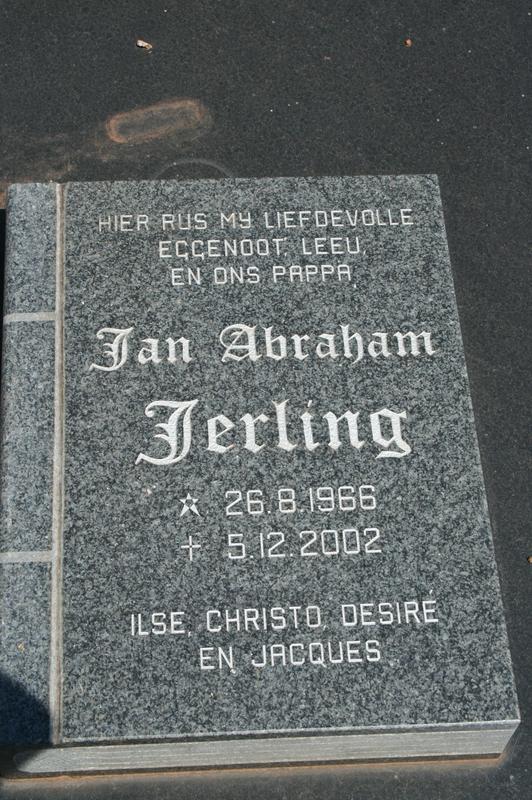 HIER RUS MY LIEFDEVOLLE
EGGENOOT, LEEU,
EN ONS PAPPA
Jan Abraham
Jerling
☆ 26.8.1966
✝ 5.12.2002
ILSE, CHRISTO, DESIRÉ
EN JACQUES